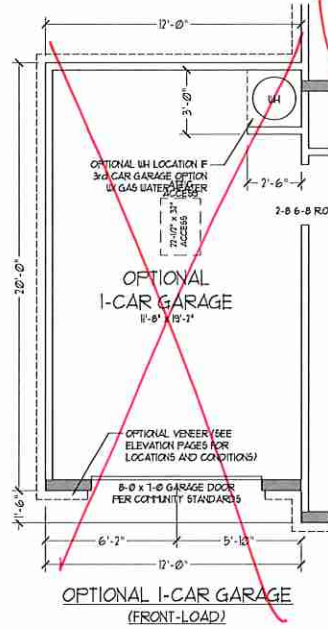 12'-0"
3'-0"
WH
OPTIONAL WH LOCATION IF
3rd CAR GARAGE OPTION
W/ GAS WATER HEATER
ACCESS
2'-6"
22-1/2" x 32"
ACCESS
2-8 6-8 RO
20'-0"
OPTIONAL
1-CAR GARAGE
11'-8" x 19'-2"
OPTIONAL VENEER (SEE
ELEVATION PAGES FOR
LOCATIONS AND CONDITIONS)
8-0 x 7-0 GARAGE DOOR
PER COMMUNITY STANDARDS
1'-6"
6'-2"
5'-10"
12'-0"
OPTIONAL 1-CAR GARAGE
(FRONT-LOAD)